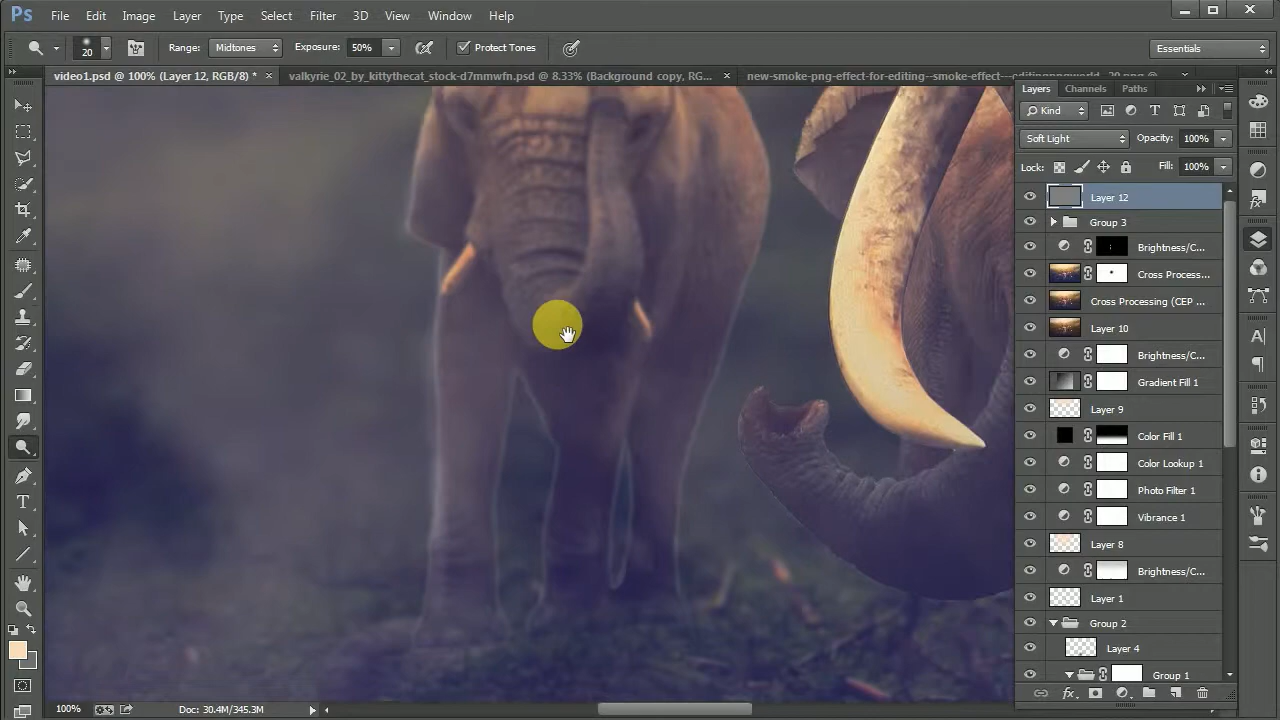 Ps File Edit Image Layer Type Select Filter 3D View Window Help
20 Range: Midtones Exposure: 50% Protect Tones Essentials
video1.psd @ 100% (Layer 12, RGB/8) * × valkyrie_02_by_kittythecat_stock-d7mmwfn.psd @ 8.33% (Background copy, RG... × new-smoke-png-effect-for-editing--smoke-effect---editingpngworld
Layers Channels Paths
Kind
Soft Light Opacity: 100%
Lock: Fill: 100%
Layer 12
Group 3
Brightness/C...
Cross Process...
Cross Processing (CEP ...
Layer 10
Brightness/C...
Gradient Fill 1
Layer 9
Color Fill 1
Color Lookup 1
Photo Filter 1
Vibrance 1
Layer 8
Brightness/C...
Layer 1
Group 2
Layer 4
Group 1
fx
100% Doc: 30.4M/345.3M